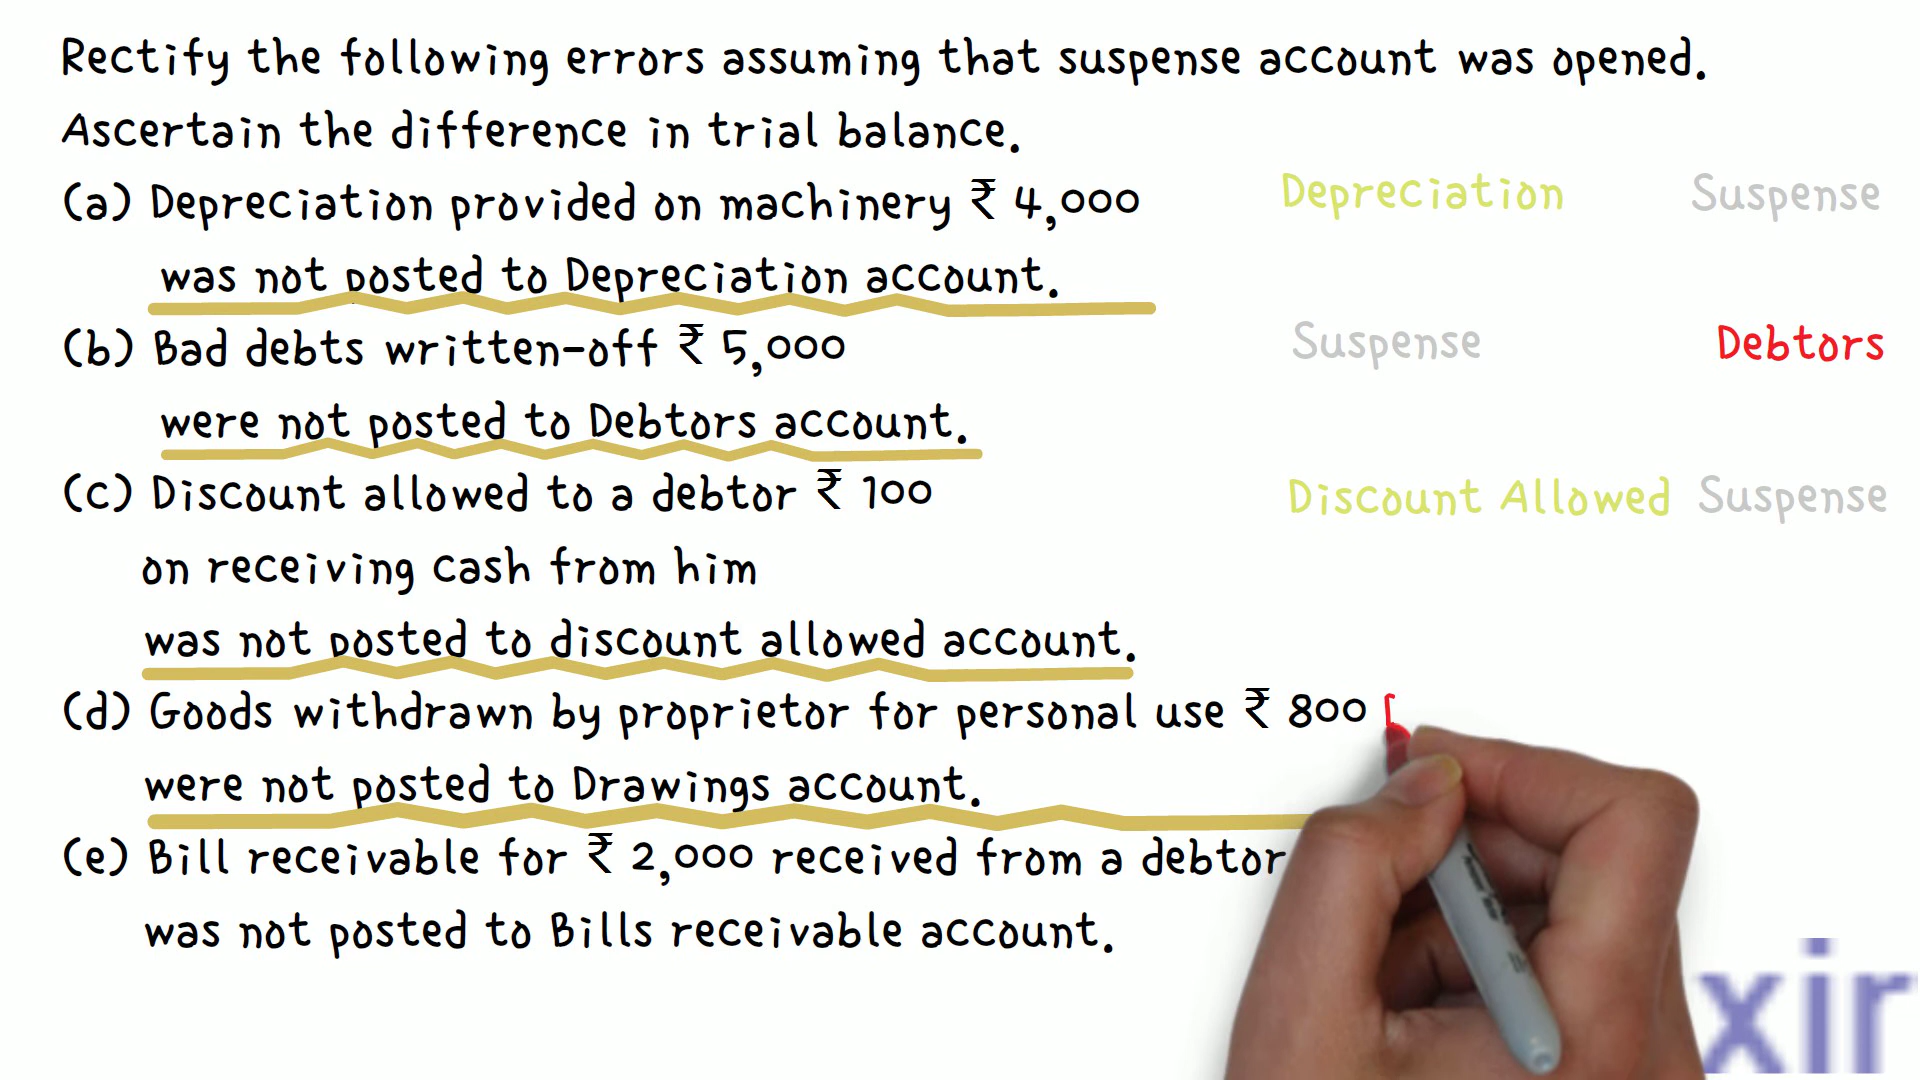 Rectify the following errors assuming that suspense account was opened.
Ascertain the difference in trial balance.
(a) Depreciation provided on machinery ₹ 4,000
Depreciation Suspense
was not posted to Depreciation account.
(b) Bad debts written-off ₹ 5,000
Suspense Debtors
were not posted to Debtors account.
(c) Discount allowed to a debtor ₹ 100
Discount Allowed Suspense
on receiving cash from him
was not posted to discount allowed account.
(d) Goods withdrawn by proprietor for personal use ₹ 800
were not posted to Drawings account.
(e) Bill receivable for ₹ 2,000 received from a debtor
was not posted to Bills receivable account.